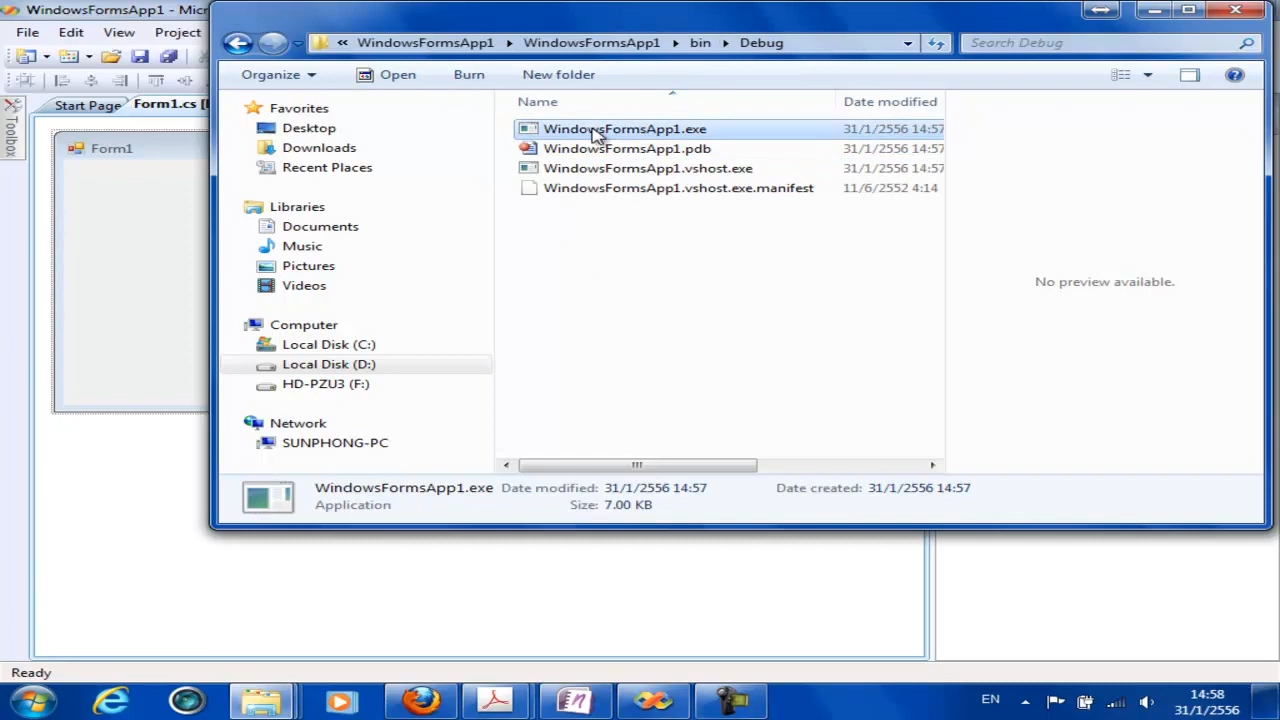 WindowsFormsApp1 - Mic
File Edit View Project
Start Page Form1.cs [
Toolbox
Form1
« WindowsFormsApp1 WindowsFormsApp1 bin Debug
Search Debug
Organize Open Burn New folder
Favorites
Desktop
Downloads
Recent Places
Libraries
Documents
Music
Pictures
Videos
Computer
Local Disk (C:)
Local Disk (D:)
HD-PZU3 (F:)
Network
SUNPHONG-PC
Name Date modified
WindowsFormsApp1.exe 31/1/2556 14:57
WindowsFormsApp1.pdb 31/1/2556 14:57
WindowsFormsApp1.vshost.exe 31/1/2556 14:57
WindowsFormsApp1.vshost.exe.manifest 11/6/2552 4:14
No preview available.
WindowsFormsApp1.exe Date modified: 31/1/2556 14:57 Date created: 31/1/2556 14:57
Application Size: 7.00 KB
Ready
EN
14:58
31/1/2556